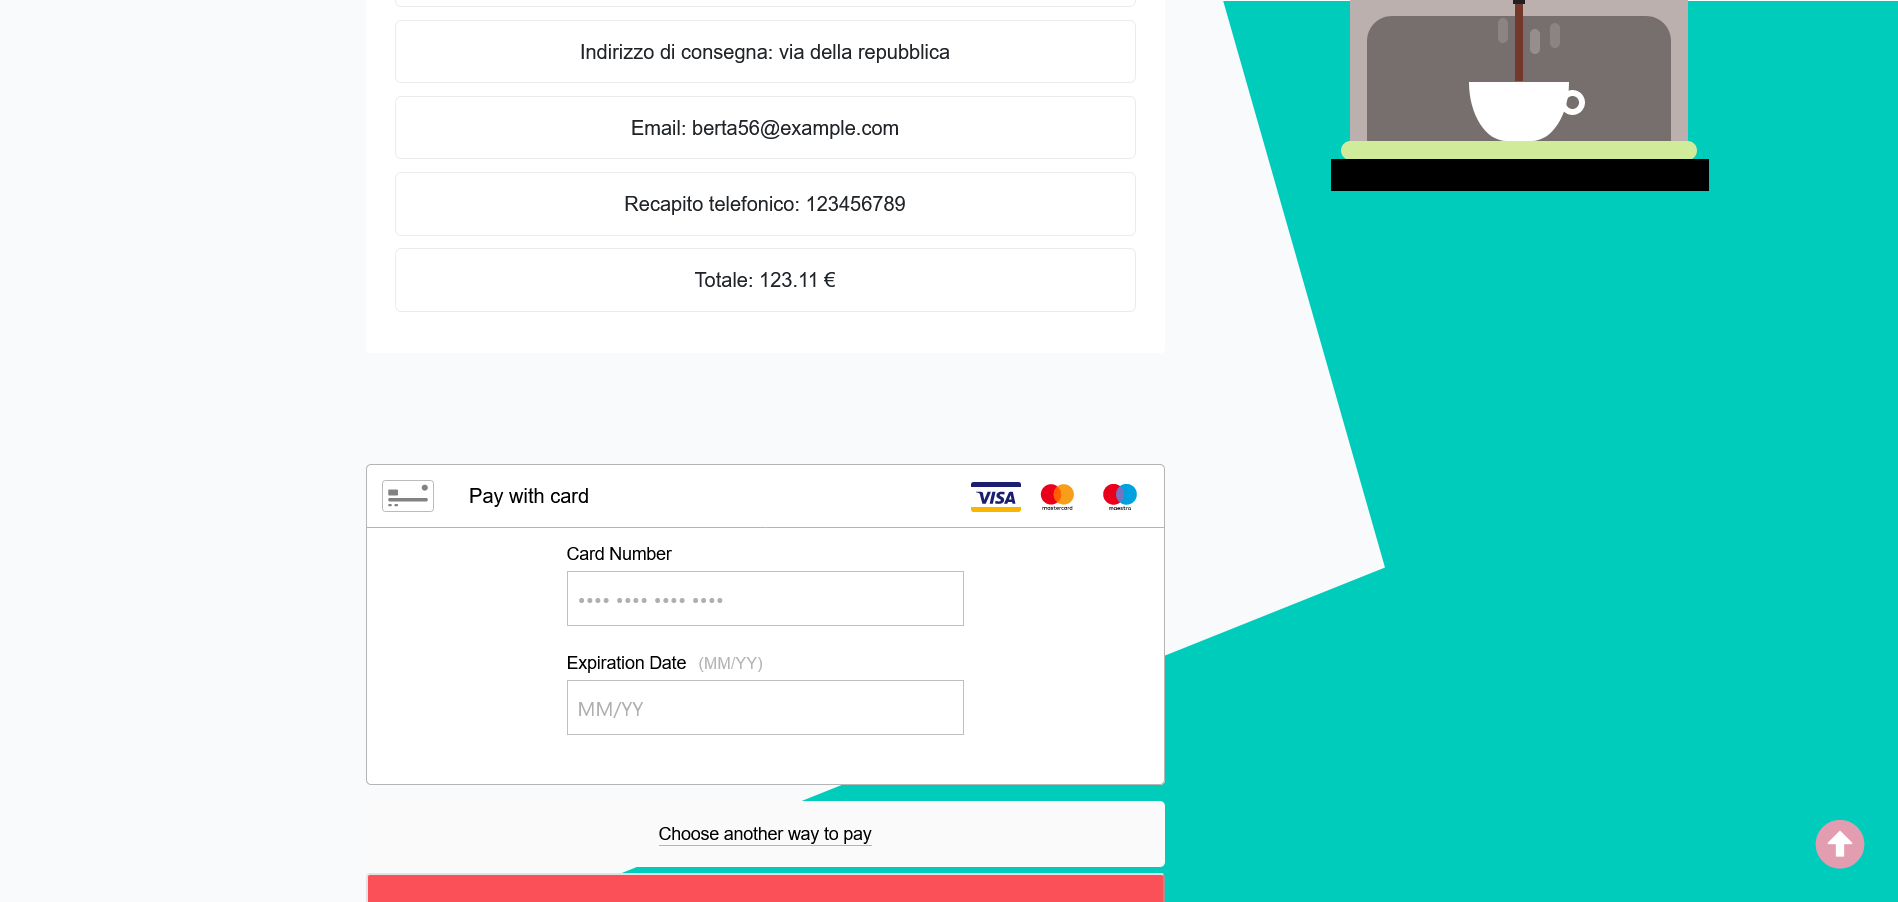 Indirizzo di consegna: via della repubblica
Email: berta56@example.com
Recapito telefonico: 123456789
Totale: 123.11 €
Pay with card
VISA
mastercard
maestro
Card Number
•••• •••• •••• ••••
Expiration Date (MM/YY)
MM/YY
Choose another way to pay